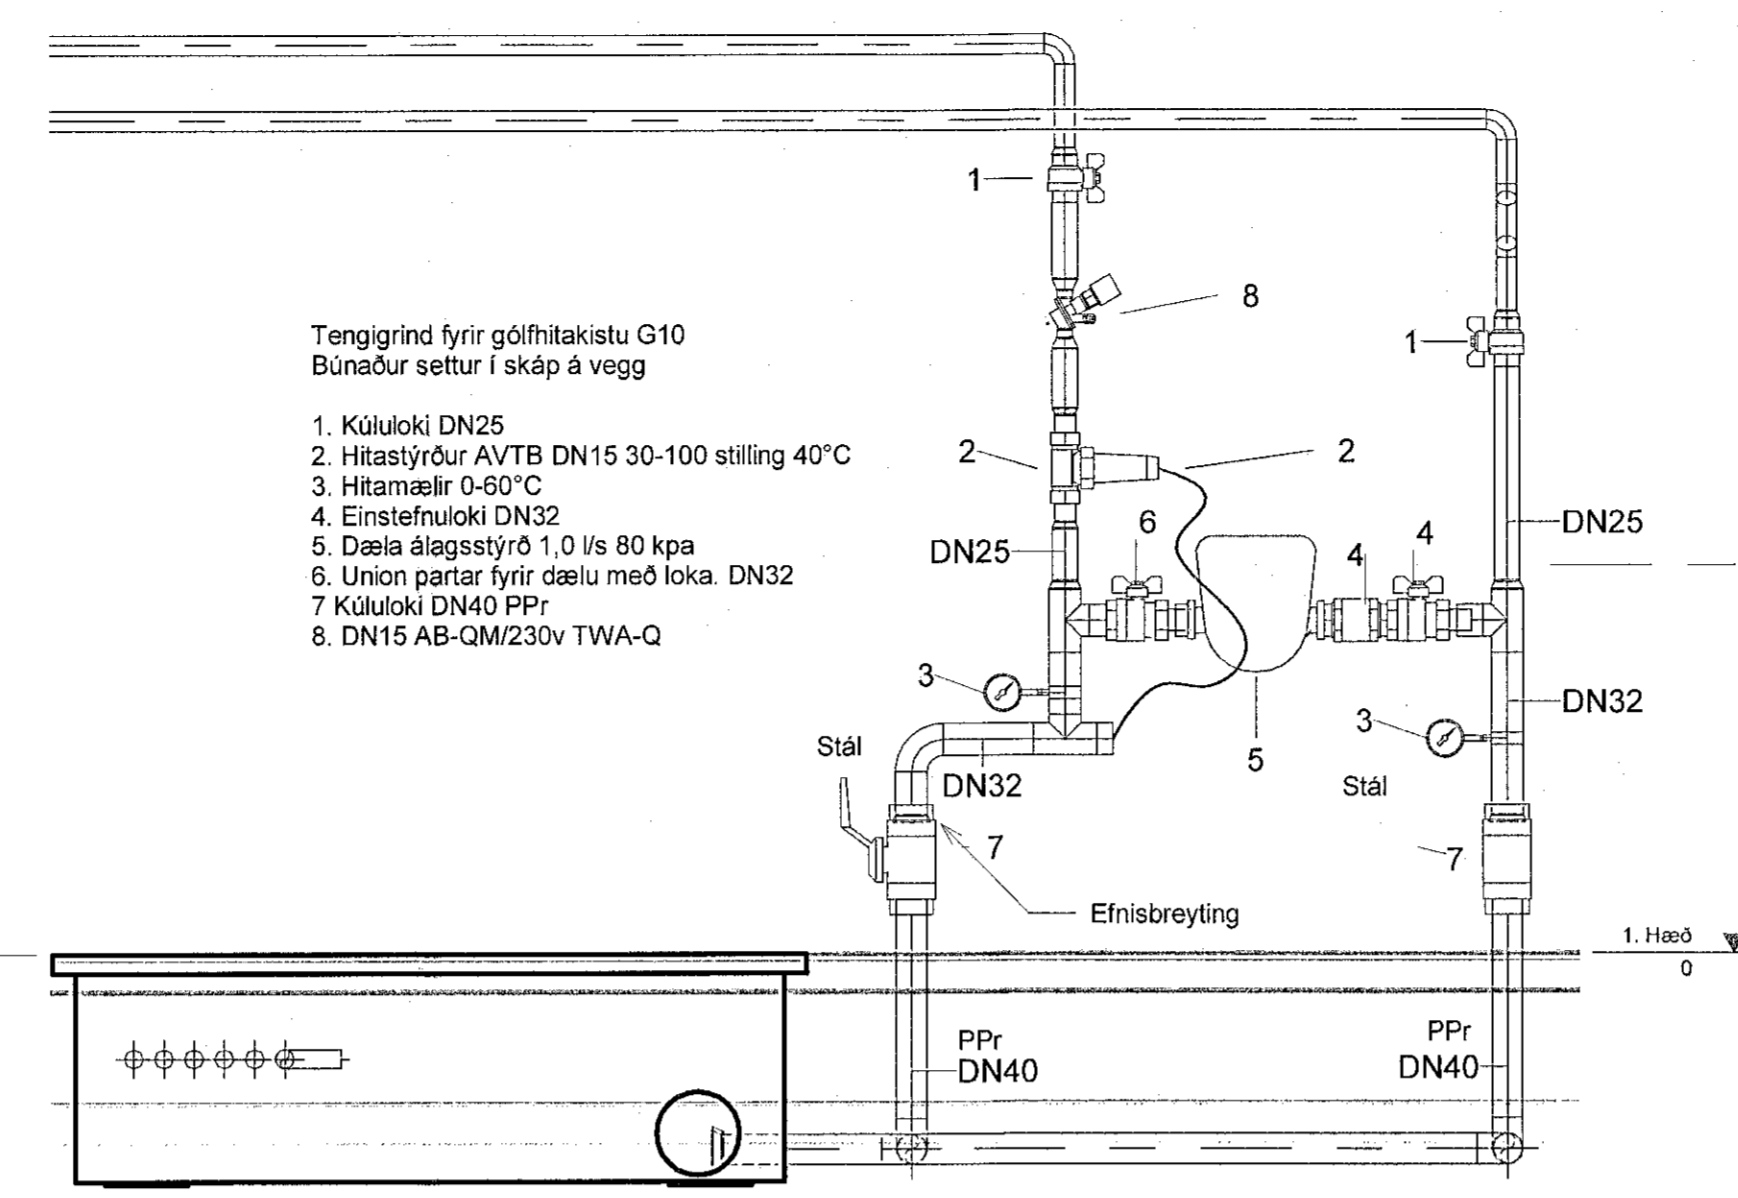 1
8
Tengigrind fyrir gólfhitakistu G10
Búnaður settur í skáp á vegg
1
1. Kúluloki DN25
2. Hitastýrður AVTB DN15 30-100 stilling 40°C
3. Hitamælir 0-60°C
4. Einstefnuloki DN32
5. Dæla álagsstýrð 1,0 l/s 80 kpa
6. Union partar fyrir dælu með loka. DN32
7 Kúluloki DN40 PPr
8. DN15 AB-QM/230v TWA-Q
2
2
6
DN25
4
4
DN25
3
DN32
3
5
Stál
DN32
Stál
7
7
Efnisbreyting
1. Hæð
0
PPr
DN40
PPr
DN40